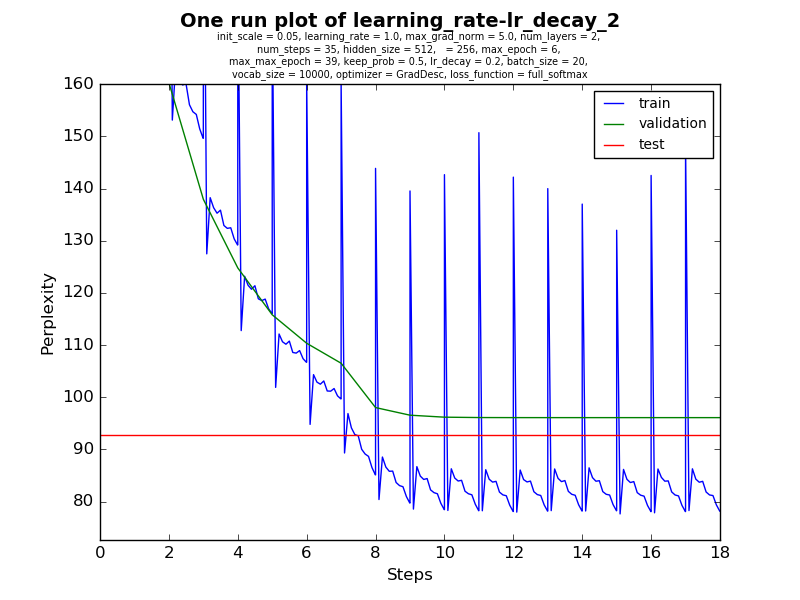 One run plot of learning_rate-lr_decay_2
init_scale = 0.05, learning_rate = 1.0, max_grad_norm = 5.0, num_layers = 2,
num_steps = 35, hidden_size = 512,   = 256, max_epoch = 6,
max_max_epoch = 39, keep_prob = 0.5, lr_decay = 0.2, batch_size = 20,
vocab_size = 10000, optimizer = GradDesc, loss_function = full_softmax
160
150
140
130
120
110
100
90
80
Perplexity
train
validation
test
0 2 4 6 8 10 12 14 16 18
Steps